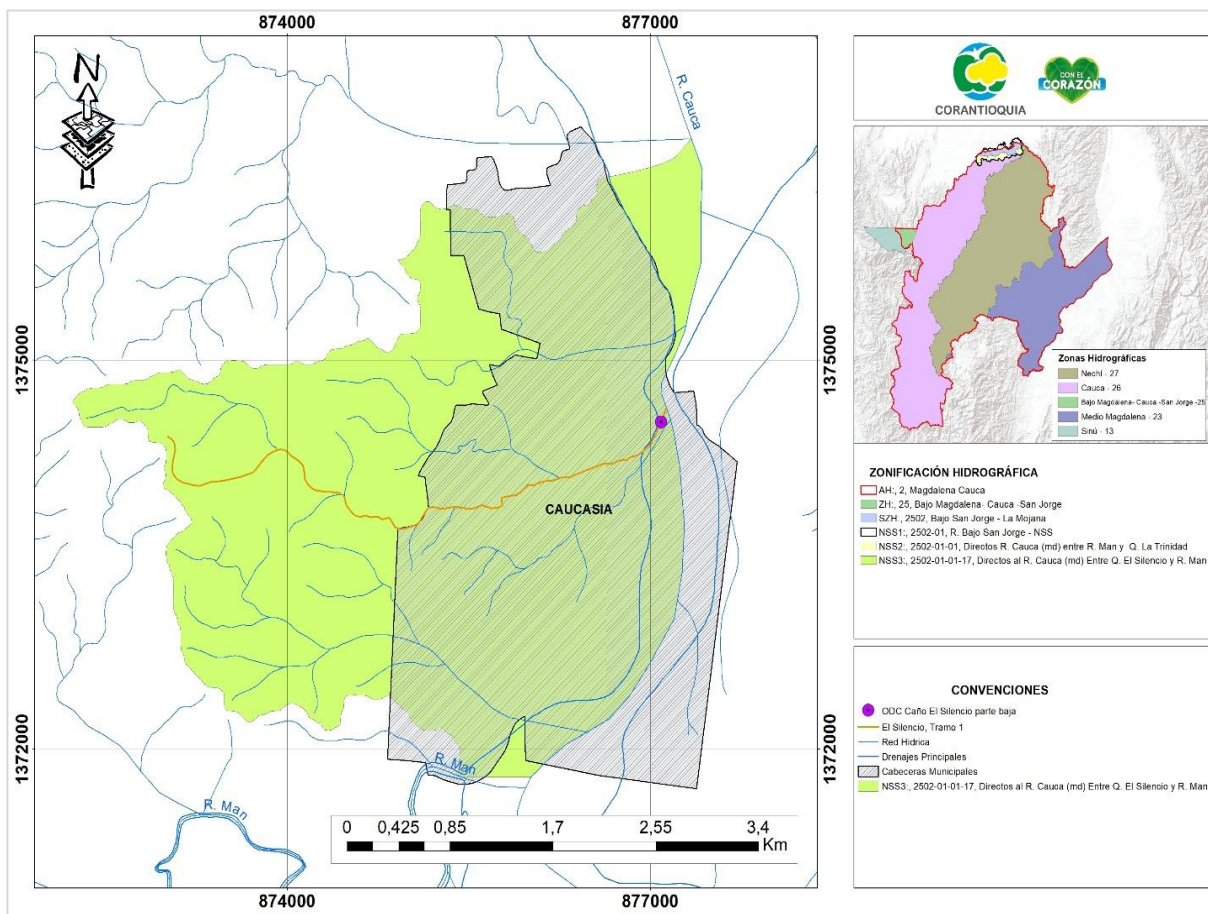 874000
877000
N
R. Cauca
1375000
1375000
CAUCASIA
1372000
1372000
R. Man
R. Man
0 0,425 0,85 1,7 2,55 3,4
Km
874000
877000
CORANTIOQUIA
CON EL
CORAZÓN
Zonas Hidrográficas
Nechí - 27
Cauca - 26
Bajo Magdalena- Cauca -San Jorge -25
Medio Magdalena - 23
Sinú - 13
ZONIFICACIÓN HIDROGRÁFICA
AH:, 2, Magdalena Cauca
ZH:, 25, Bajo Magdalena- Cauca -San Jorge
SZH:, 2502, Bajo San Jorge - La Mojana
NSS1:, 2502-01, R. Bajo San Jorge - NSS
NSS2:, 2502-01-01, Directos R. Cauca (md) entre R. Man y Q. La Trinidad
NSS3:, 2502-01-01-17, Directos al R. Cauca (md) Entre Q. El Silencio y R. Man
CONVENCIONES
ODC Caño El Silencio parte baja
El Silencio, Tramo 1
Red Hidrica
Drenajes Principales
Cabeceras Municipales
NSS3:, 2502-01-01-17, Directos al R. Cauca (md) Entre Q. El Silencio y R. Man